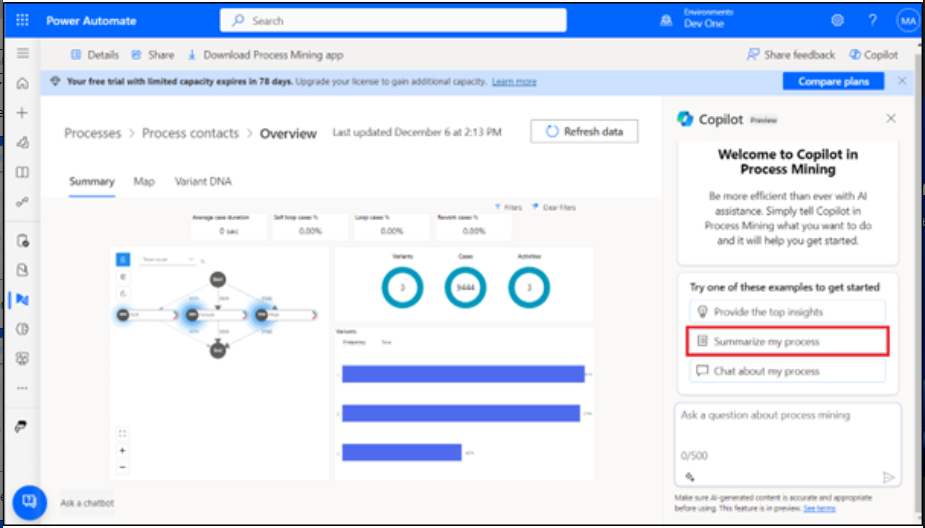 Power Automate
Search
Environments
Dev One
MA
Details
Share
Download Process Mining app
Share feedback
Copilot
Your free trial with limited capacity expires in 78 days. Upgrade your license to gain additional capacity. Learn more
Compare plans
Processes > Process contacts > Overview
Last updated December 6 at 2:13 PM
Refresh data
Summary
Map
Variant DNA
Filters
Clear filters
Average case duration
0 sec
Self loop cases %
0.00%
Loop cases %
0.00%
Rework cases %
0.00%
Total count
Start
End
Variants
3
Cases
9444
Activities
3
Variants
Frequency
Time
Ask a chatbot
Copilot Preview
Welcome to Copilot in
Process Mining
Be more efficient than ever with AI
assistance. Simply tell Copilot in
Process Mining what you want to do
and it will help you get started.
Try one of these examples to get started
Provide the top insights
Summarize my process
Chat about my process
Ask a question about process mining
0/500
Make sure AI-generated content is accurate and appropriate
before using. This feature is in preview. See terms